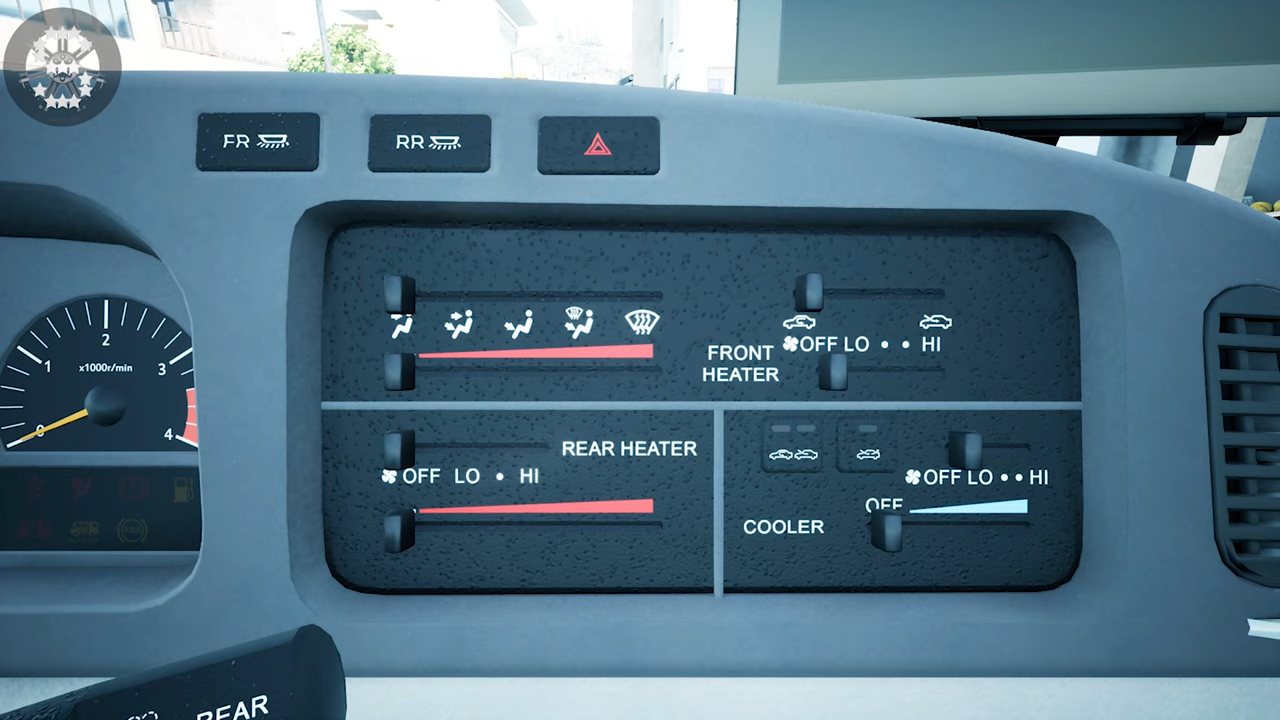 FR
RR
1
2
3
x1000r/min
0
4
OFF LO • • HI
FRONT
HEATER
REAR HEATER
OFF LO • HI
OFF LO • • HI
OFF
COOLER
ABS
REAR